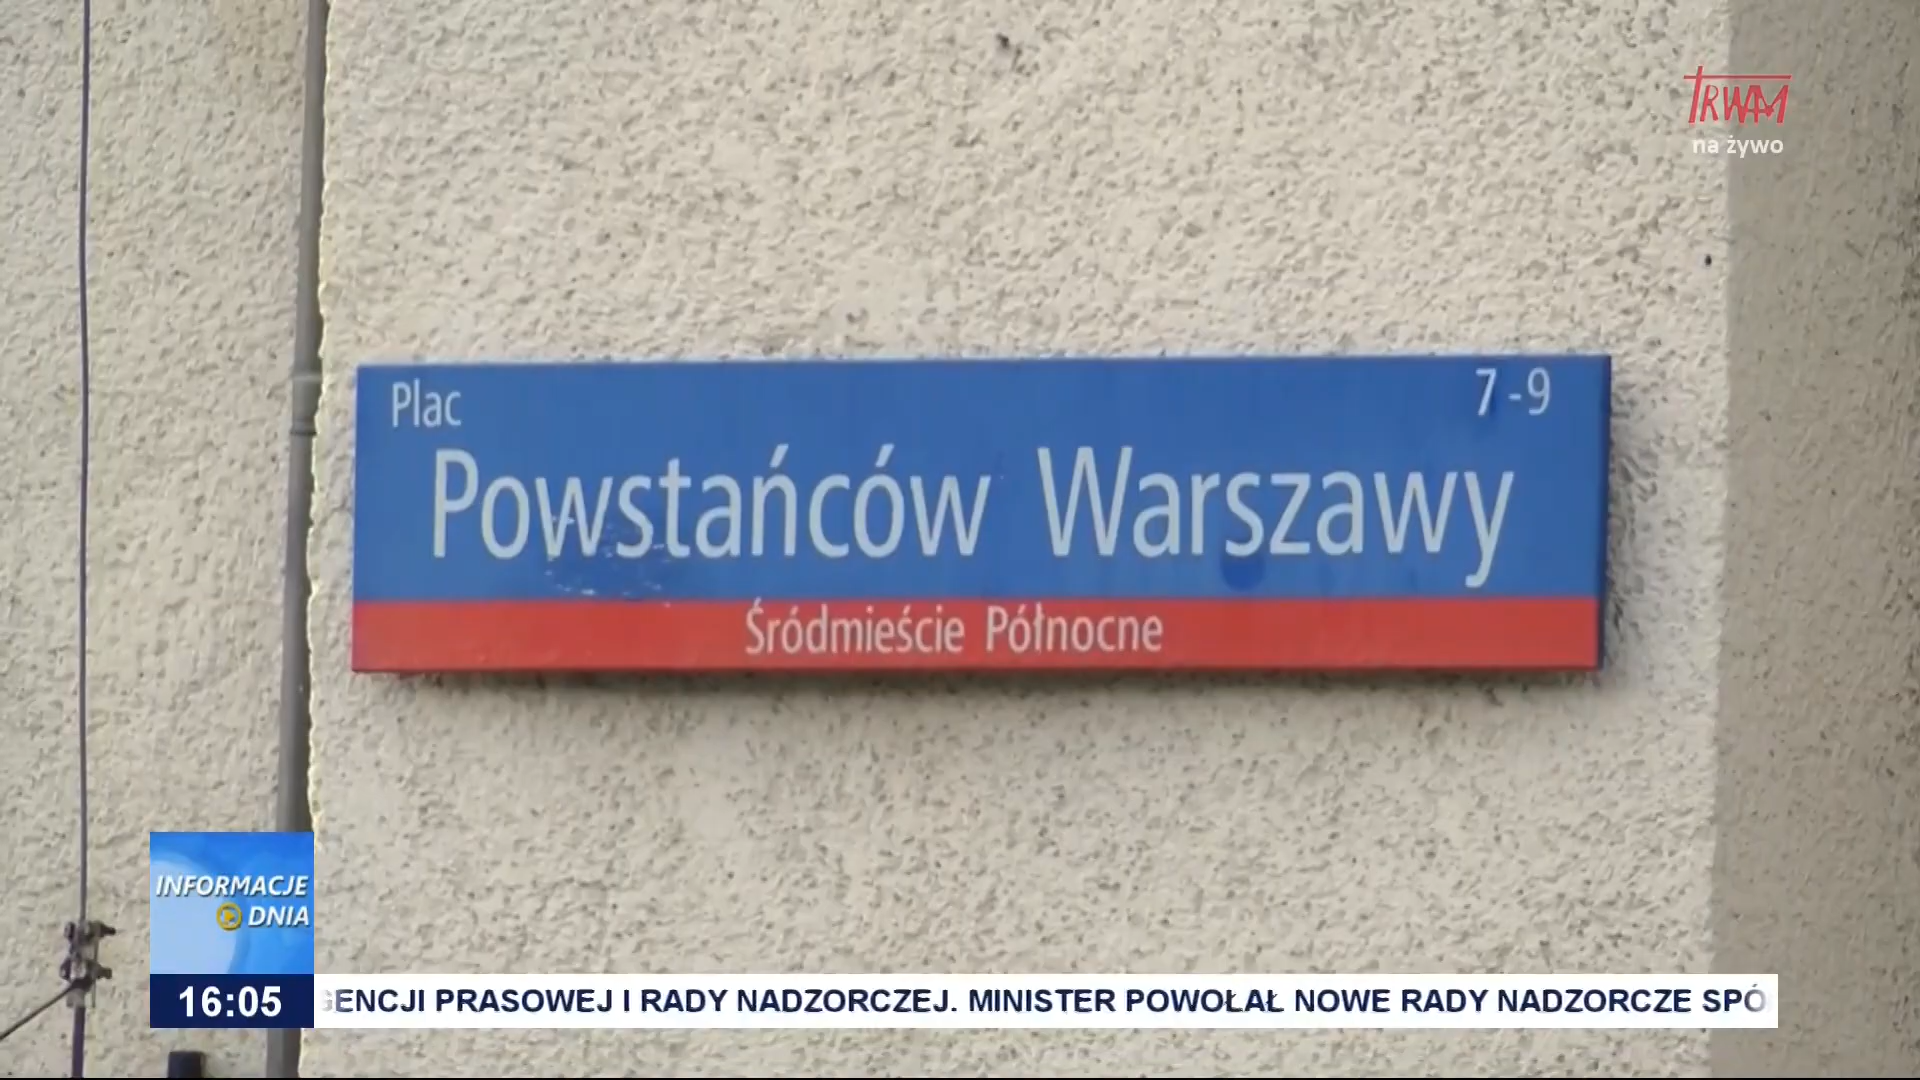 TRWAM
na żywo
Plac
7-9
Powstańców Warszawy
Śródmieście Północne
INFORMACJE
DNIA
16:05
GENCJI PRASOWEJ I RADY NADZORCZEJ. MINISTER POWOŁAŁ NOWE RADY NADZORCZE SPÓ